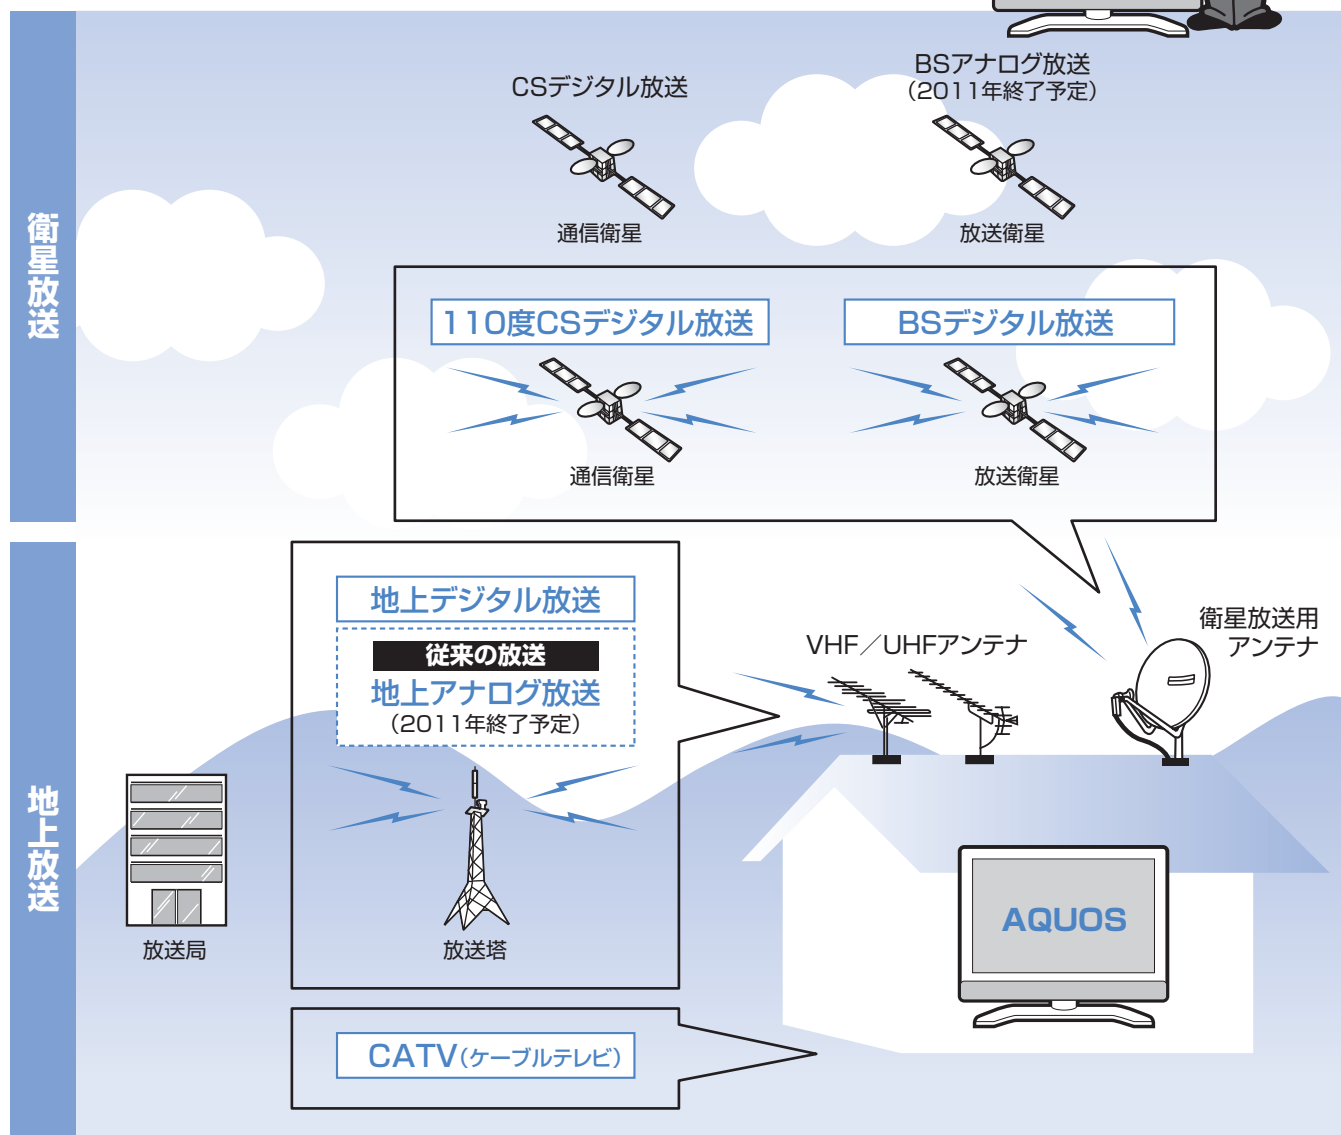 衛星放送
CSデジタル放送
通信衛星
BSアナログ放送
（2011年終了予定）
放送衛星
110度CSデジタル放送
通信衛星
BSデジタル放送
放送衛星
地上放送
地上デジタル放送
従来の放送
地上アナログ放送
（2011年終了予定）
放送局
放送塔
VHF／UHFアンテナ
衛星放送用
アンテナ
AQUOS
CATV（ケーブルテレビ）